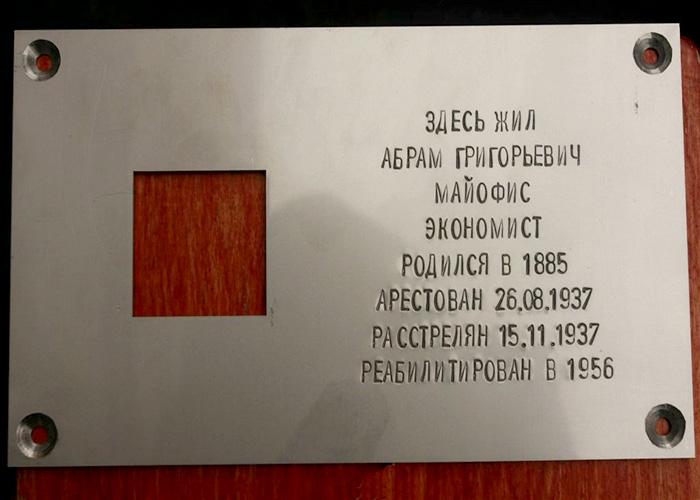 ЗДЕСЬ ЖИЛ
АБРАМ ГРИГОРЬЕВИЧ
МАЙОФИС
ЭКОНОМИСТ
РОДИЛСЯ В 1885
АРЕСТОВАН 26.08.1937
РАССТРЕЛЯН 15.11.1937
РЕАБИЛИТИРОВАН В 1956